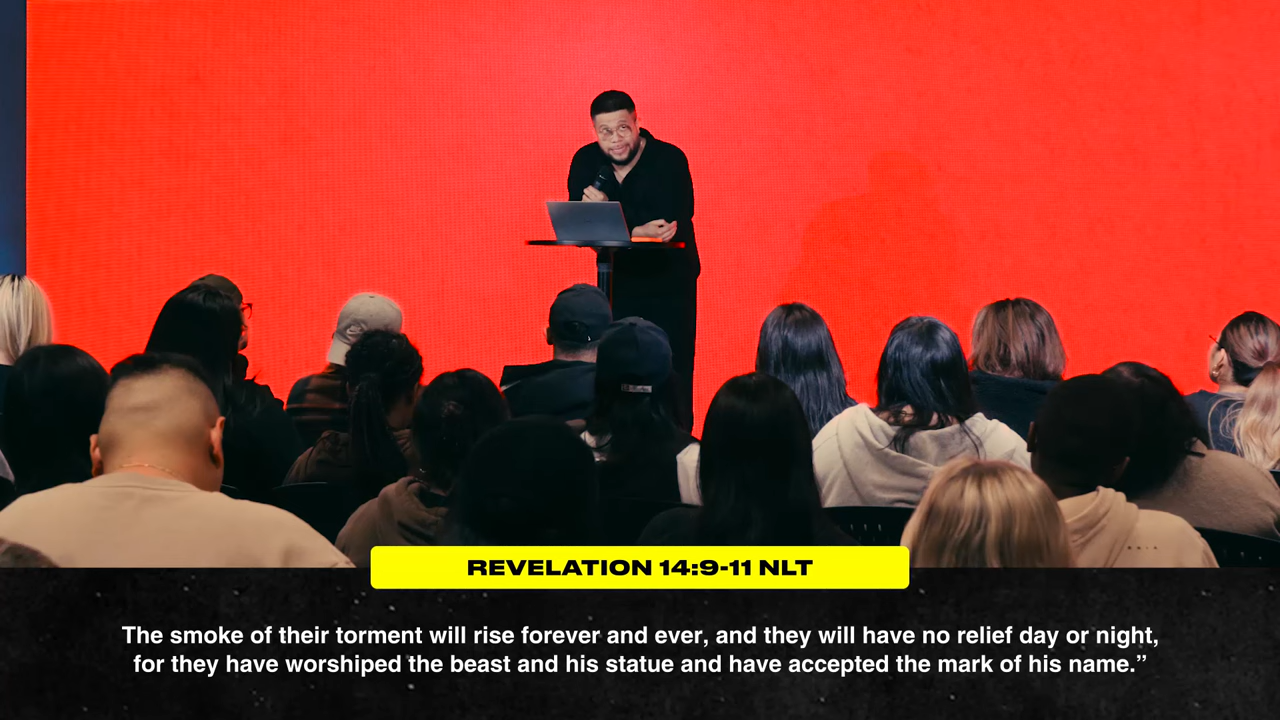 REVELATION 14:9-11 NLT
The smoke of their torment will rise forever and ever, and they will have no relief day or night,
for they have worshiped the beast and his statue and have accepted the mark of his name.”